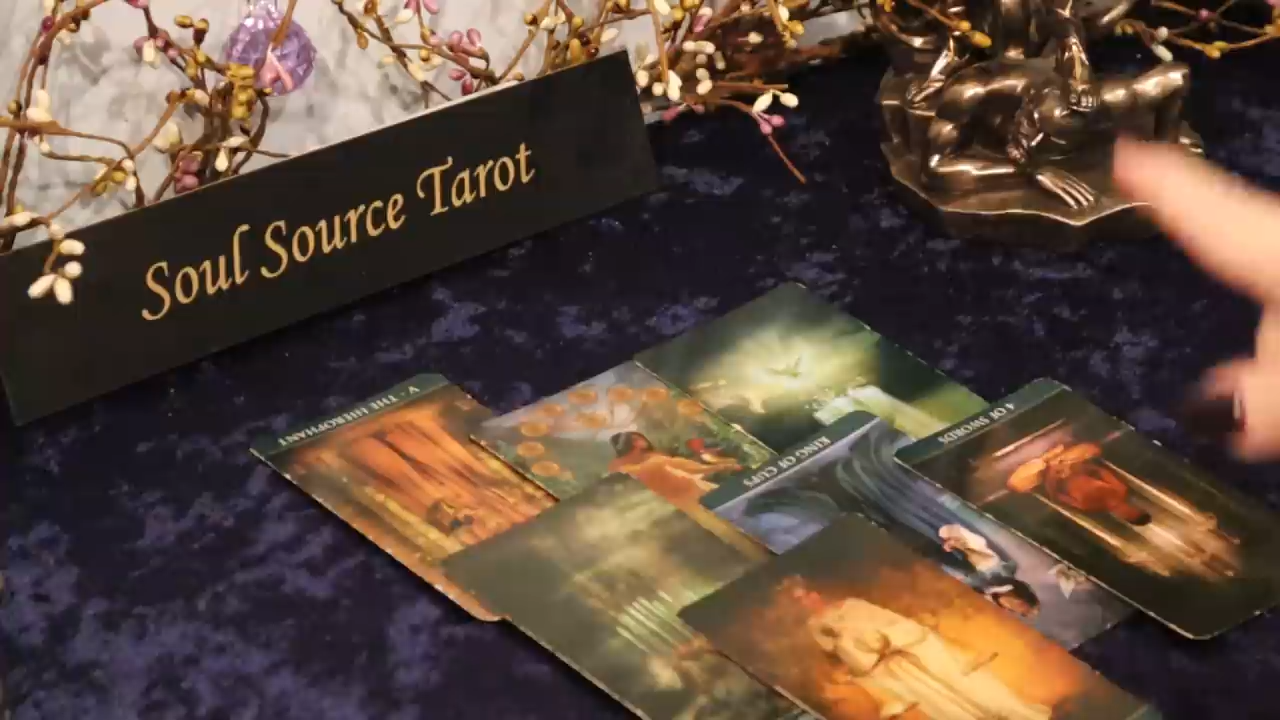 Soul Source Tarot
V - THE HIEROPHANT
KING OF CUPS
4 OF SWORDS